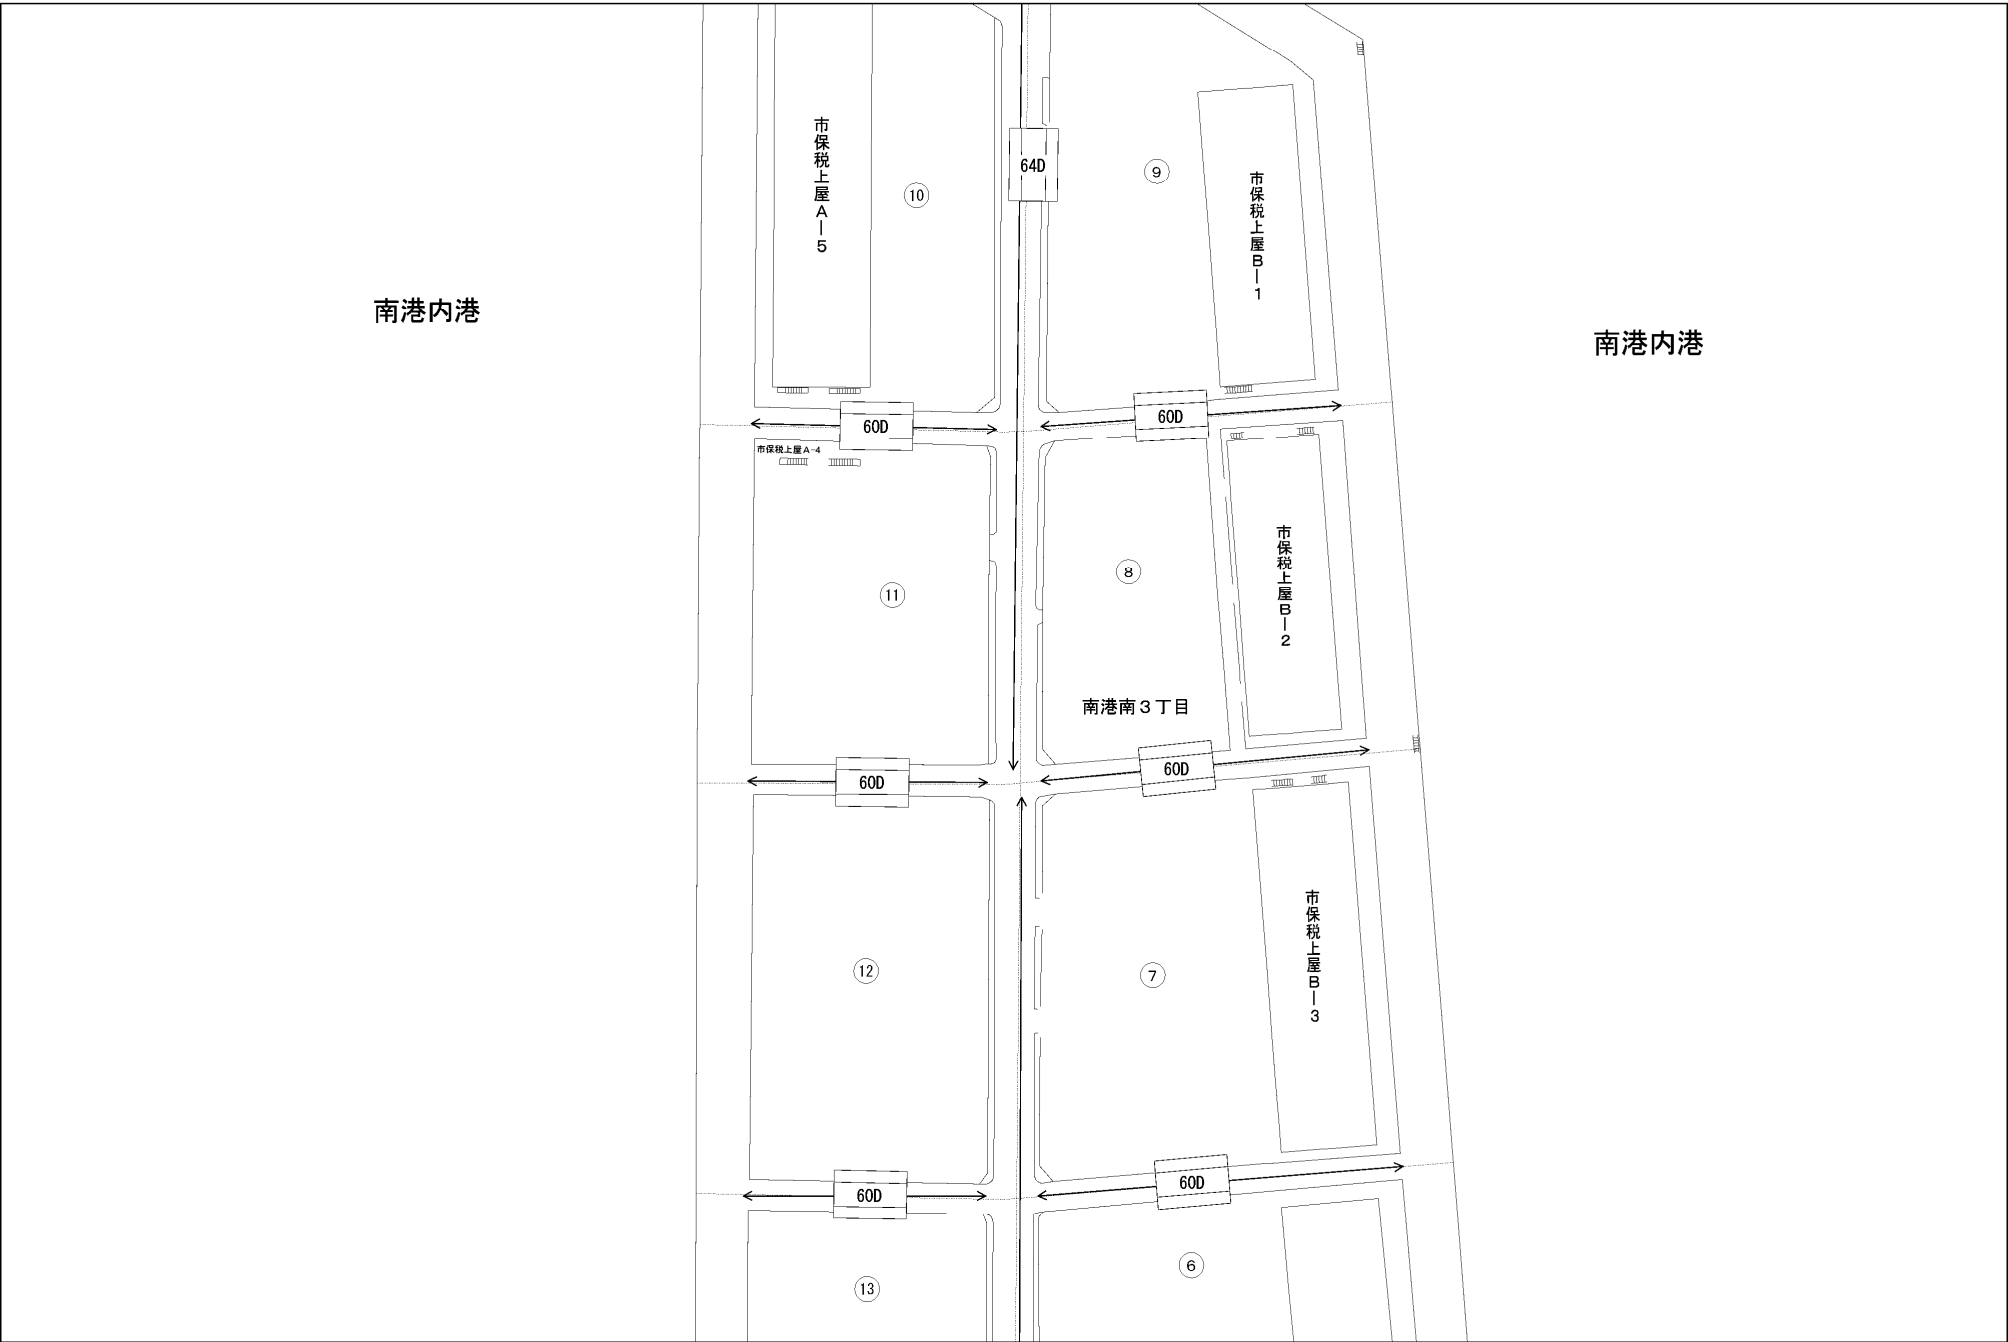 市保税上屋A－5
64D
⑨
市保税上屋B－1
⑩
南港内港
南港内港
60D
60D
市保税上屋A-4
市保税上屋B－2
⑧
⑪
南港南3丁目
60D
60D
市保税上屋B－3
⑫
⑦
60D
60D
⑥
⑬